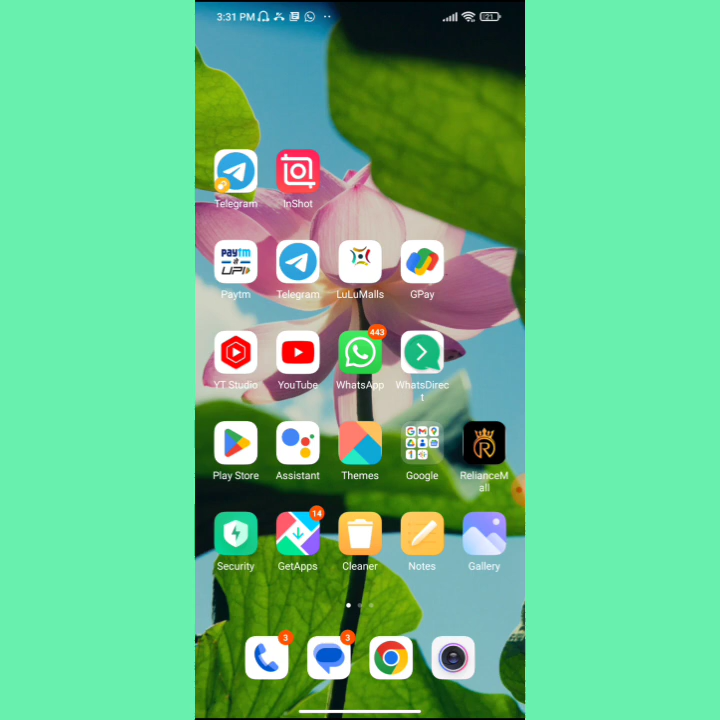 3:31 PM
21
Telegram
InShot
Paytm
UPI
Paytm
Telegram
LuLuMalls
GPay
443
YT Studio
YouTube
WhatsApp
WhatsDirec
t
Play Store
Assistant
Themes
Google
RelianceM
all
R
14
Security
GetApps
Cleaner
Notes
Gallery
3
3